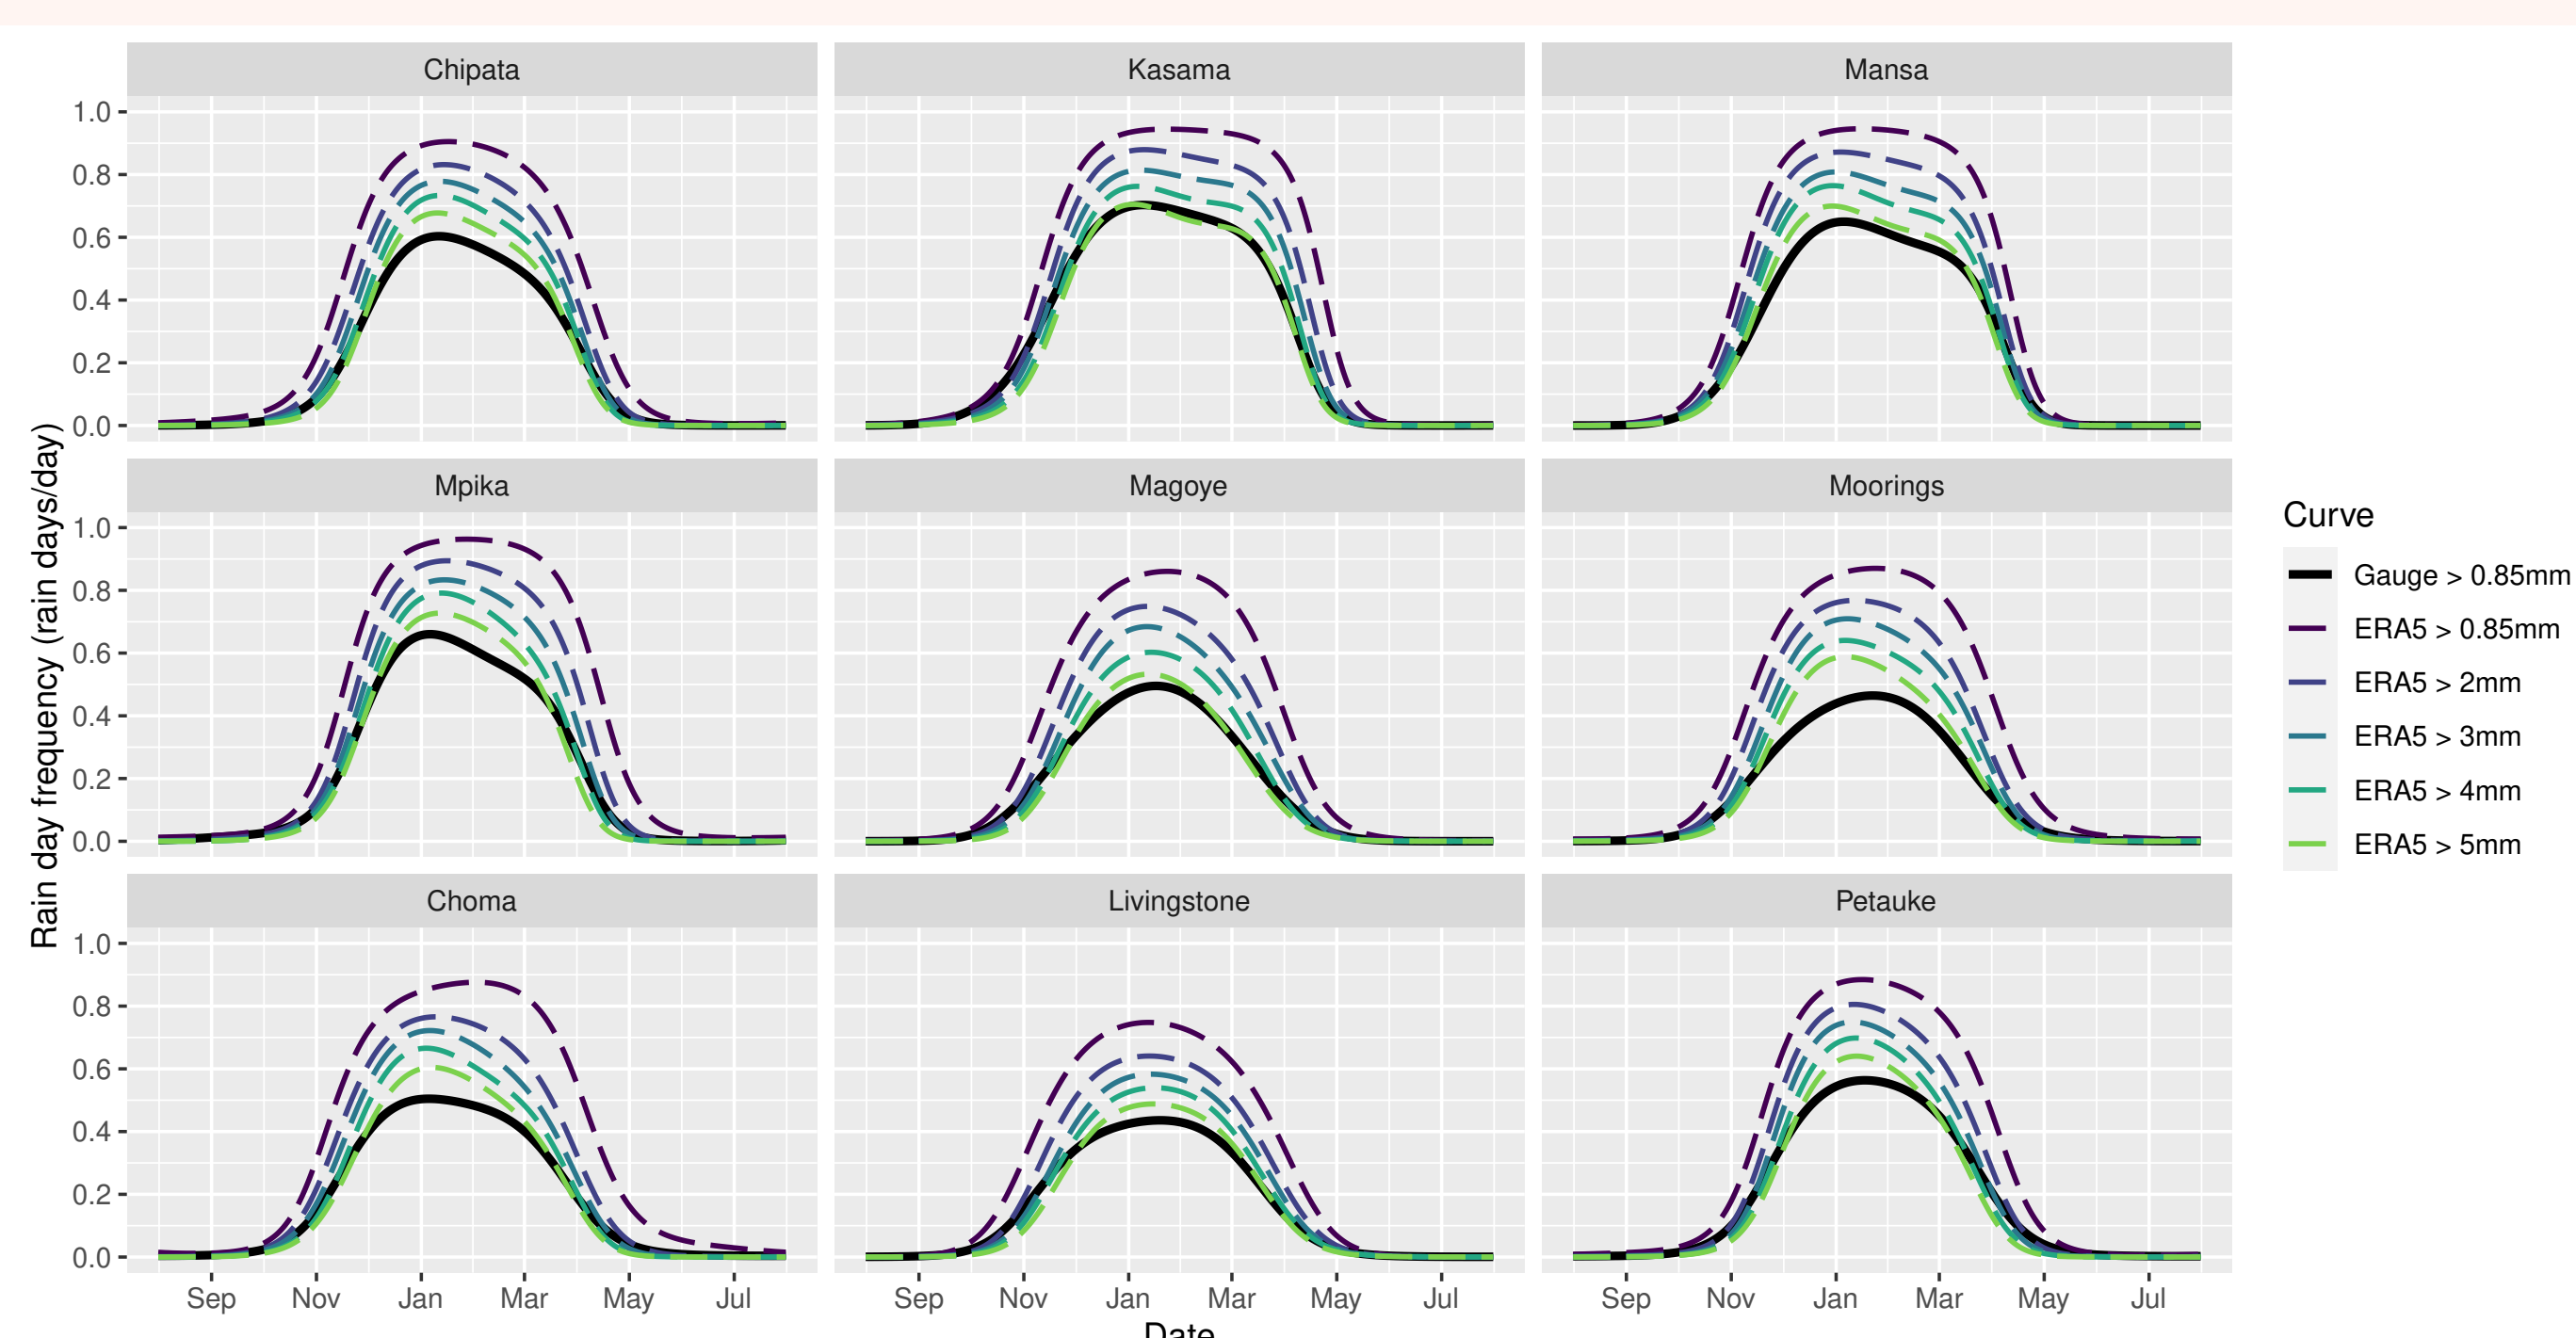 Chipata
Kasama
Mansa
1.0
0.8
0.6
0.4
0.2
0.0
Mpika
Magoye
Moorings
1.0
0.8
0.6
0.4
0.2
0.0
Choma
Livingstone
Petauke
1.0
0.8
0.6
0.4
0.2
0.0
Sep Nov Jan Mar May Jul
Sep Nov Jan Mar May Jul
Sep Nov Jan Mar May Jul
Date
Rain day frequency (rain days/day)
Curve
Gauge > 0.85mm
ERA5 > 0.85mm
ERA5 > 2mm
ERA5 > 3mm
ERA5 > 4mm
ERA5 > 5mm